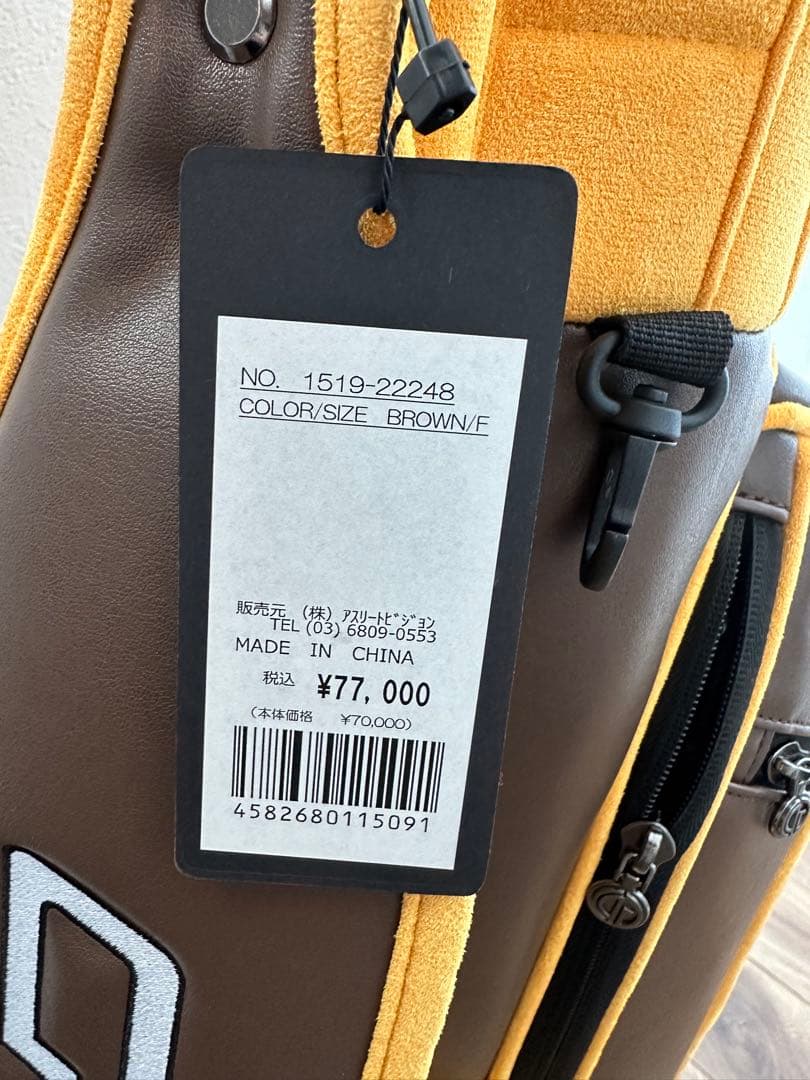 NO. 1519-22248
COLOR/SIZE BROWN/F
販売元 (株) ｱｽﾘｰﾄﾋﾞｼﾞｮﾝ
TEL (03) 6809-0553
MADE IN CHINA
税込 ¥77,000
(本体価格 ¥70,000)
4582680115091